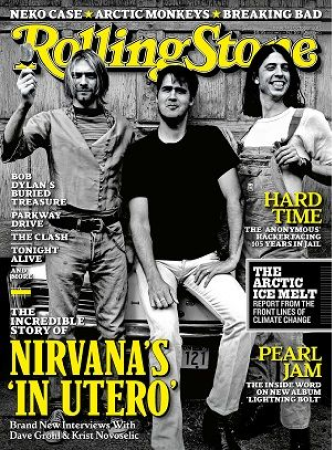 NEKO CASE ★ ARCTIC MONKEYS ★ BREAKING BAD
Rolling Stone
BOB
DYLAN'S
BURIED
TREASURE
PARKWAY
DRIVE
THE CLASH
TONIGHT
ALIVE
AND
MORE
THE
INCREDIBLE
STORY OF
NIRVANA'S
'IN UTERO'
Brand New Interviews With
Dave Grohl & Krist Novoselic
HARD
TIME
THE 'ANONYMOUS'
HACKER FACING
105 YEARS IN JAIL
THE
ARCTIC
ICE MELT
REPORT FROM THE
FRONT LINES OF
CLIMATE CHANGE
PEARL
JAM
THE INSIDE WORD
ON NEW ALBUM
'LIGHTNING BOLT'
127